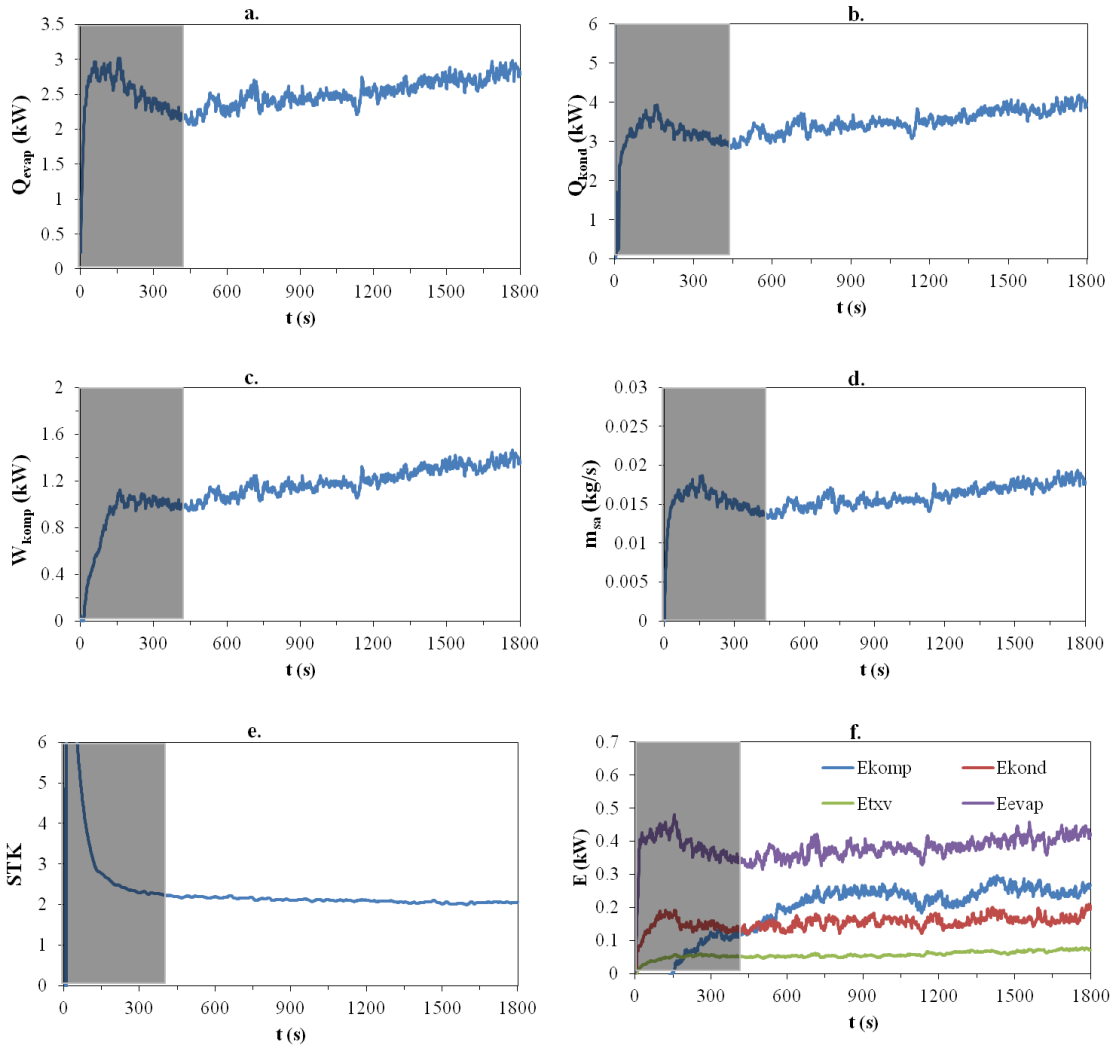 a.
3.5
3
2.5
2
1.5
1
0.5
0
Qevap (kW)
0 300 600 900 1200 1500 1800
t (s)
b.
6
5
4
3
2
1
0
Qkond (kW)
0 300 600 900 1200 1500 1800
t (s)
c.
2
1.6
1.2
0.8
0.4
0
Wkomp (kW)
0 300 600 900 1200 1500 1800
t (s)
d.
0.03
0.025
0.02
0.015
0.01
0.005
0
msa (kg/s)
0 300 600 900 1200 1500 1800
t (s)
e.
6
5
4
3
2
1
0
STK
0 300 600 900 1200 1500 1800
t (s)
f.
0.7
0.6
0.5
0.4
0.3
0.2
0.1
0
E (kW)
Ekomp Ekond
Etxv Eevap
0 300 600 900 1200 1500 1800
t (s)